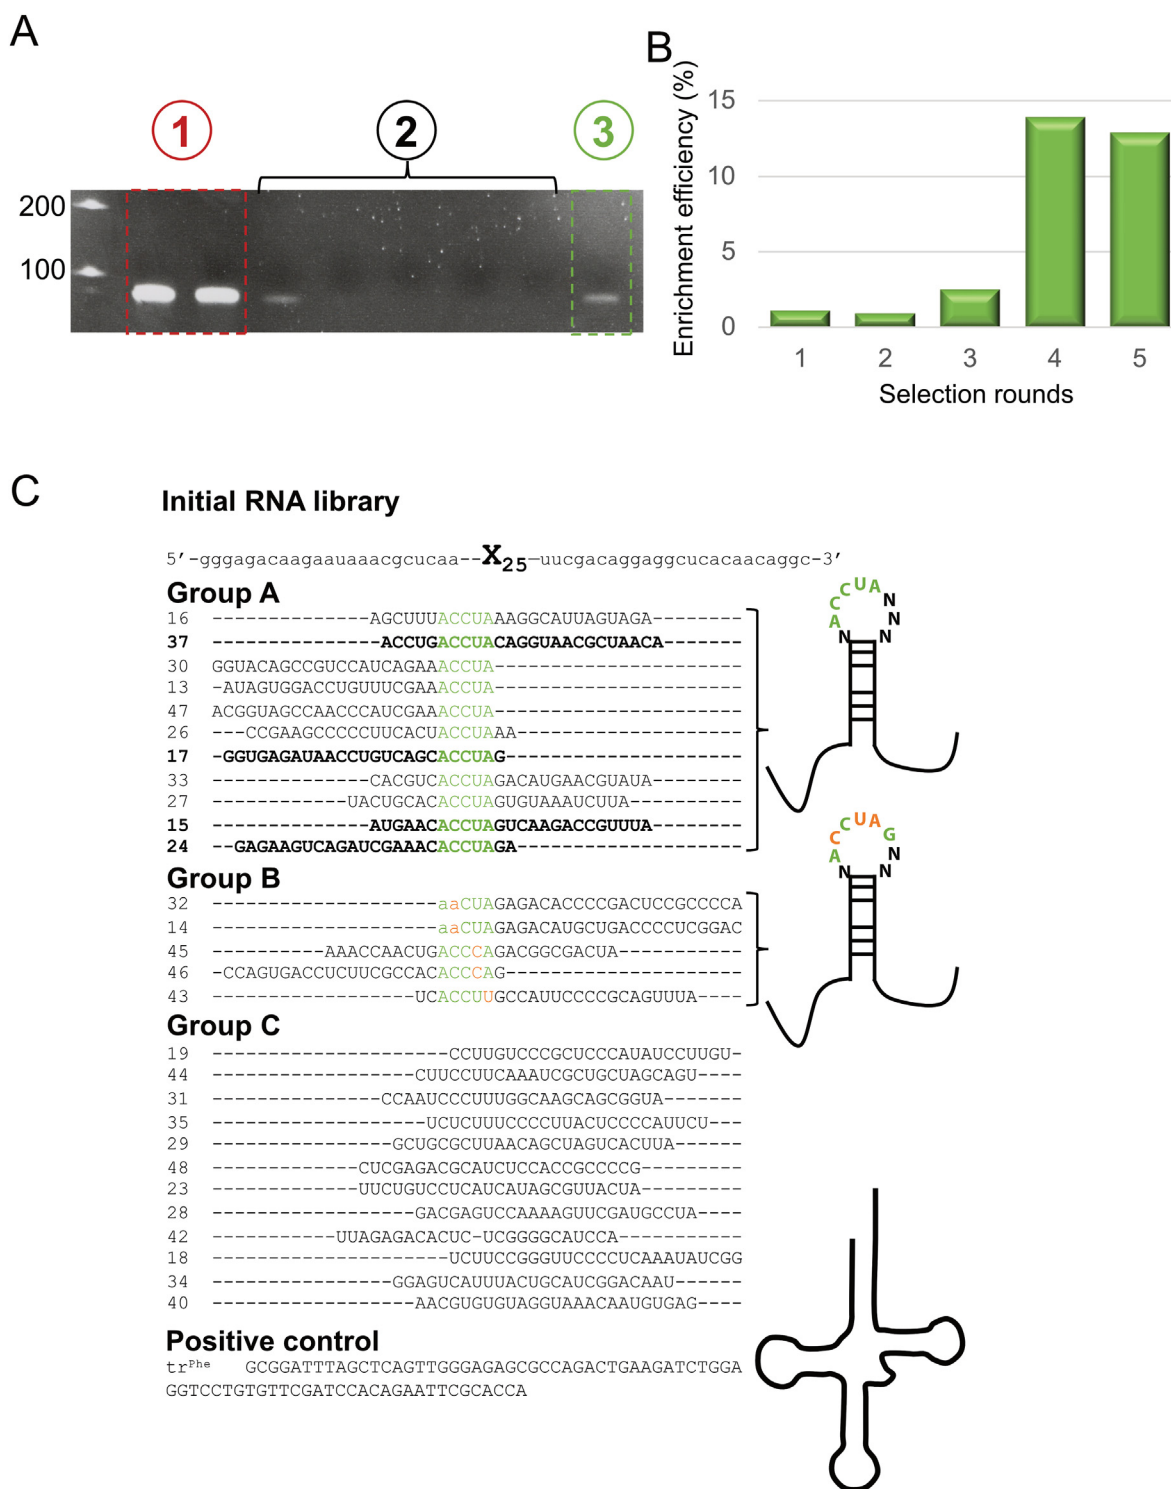 A
B
1
2
3
200
100
Enrichment efficiency (%)
15
10
5
0
1 2 3 4 5
Selection rounds
C
Initial RNA library
5'-gggagacaagaauaaacgcucaa--X25-uucgacaggaggcucacaacaggc-3'
Group A
16 --------------AGCUUUACCUAAAGGCAUUAGUAGA--------
37 ---------------ACCUGACCUACAGGUAACGCUAACA-------
30 GGUACAGCCGUCCAUCAGAAACCUA----------------------
13 -AUAGUGGACCUGUUUCGAAACCUA----------------------
47 ACGGUAGCCAACCCAUCGAAACCUA----------------------
26 ---CCGAAGCCCCCUUCACUACCUAAA--------------------
17 -GGUGAGAUAACCUGUCAGCACCUAG---------------------
33 --------------CACGUCACCUAGACAUGAACGUAUA--------
27 ------------UACUGCACACCUAGUGUAAAUCUUA----------
15 --------------AUGAACACCUAGUCAAGACCGUUUA--------
24 --GAGAAGUCAGAUCGAAACACCUAGA--------------------
A C C U A N N N N N
Group B
32 --------------------aaCUAGAGACACCCCGACUCCGCCCCA
14 --------------------aaCUAGAGACAUGCUGACCCCUCGGAC
45 ----------AAACCAACUGACCCAGACGGCGACUA-----------
46 -CCAGUGACCUCUUCGCCACACCCAG---------------------
43 ------------------UCACCUUGCCAUUCCCCGCAGUUUA----
N A C C U A G N N
Group C
19 ---------------------CCUUGUCCCGCUCCCAUAUCCUUGU-
44 ------------------CUUCCUUCAAAUCGCUGCUAGCAGU----
31 ---------------CCAAUCCCUUUGGCAAGCAGCGGUA-------
35 -------------------UCUCUUUCCCCUUACUCCCCAUUCU---
29 ----------------GCUGCGCUUAACAGCUAGUCACUUA------
48 -------------CUCGAGACGCAUCUCCACCGCCCCG---------
23 -------------UUCUGUCCUCAUCAUAGCGUUACUA---------
28 ------------------GACGAGUCCAAAAGUUCGAUGCCUA----
42 -----------UUAGAGACACUC-UCGGGGCAUCCA-----------
18 ---------------------UCUUCCGGGUUCCCCUCAAAUAUCGG
34 ----------------GGAGUCAUUUACUGCAUCGGACAAU------
40 ------------------AACGUGUGUAGGUAAACAAUGUGAG----
Positive control
trPhe GCGGATTTAGCTCAGTTGGGAGAGCGCCAGACTGAAGATCTGGA
GGTCCTGTGTTCGATCCACAGAATTCGCACCA